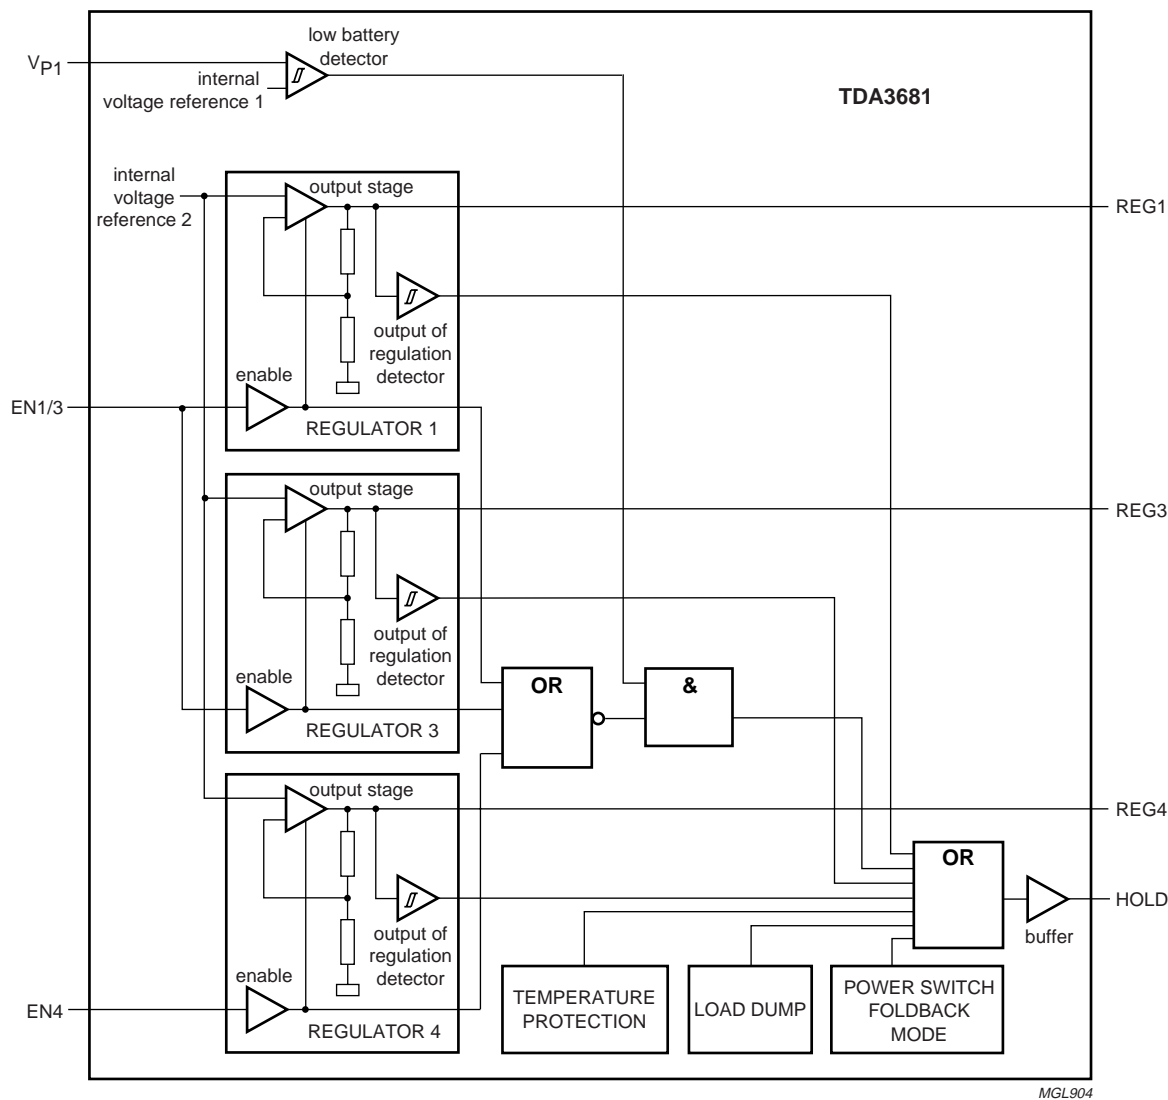 low battery
detector
VP1
internal
voltage reference 1
TDA3681
internal
voltage
reference 2
output stage
REG1
output of
regulation
detector
enable
EN1/3
REGULATOR 1
output stage
REG3
output of
regulation
detector
enable
REGULATOR 3
OR
&
output stage
REG4
OR
HOLD
buffer
output of
regulation
detector
enable
EN4
REGULATOR 4
TEMPERATURE
PROTECTION
LOAD DUMP
POWER SWITCH
FOLDBACK
MODE
MGL904